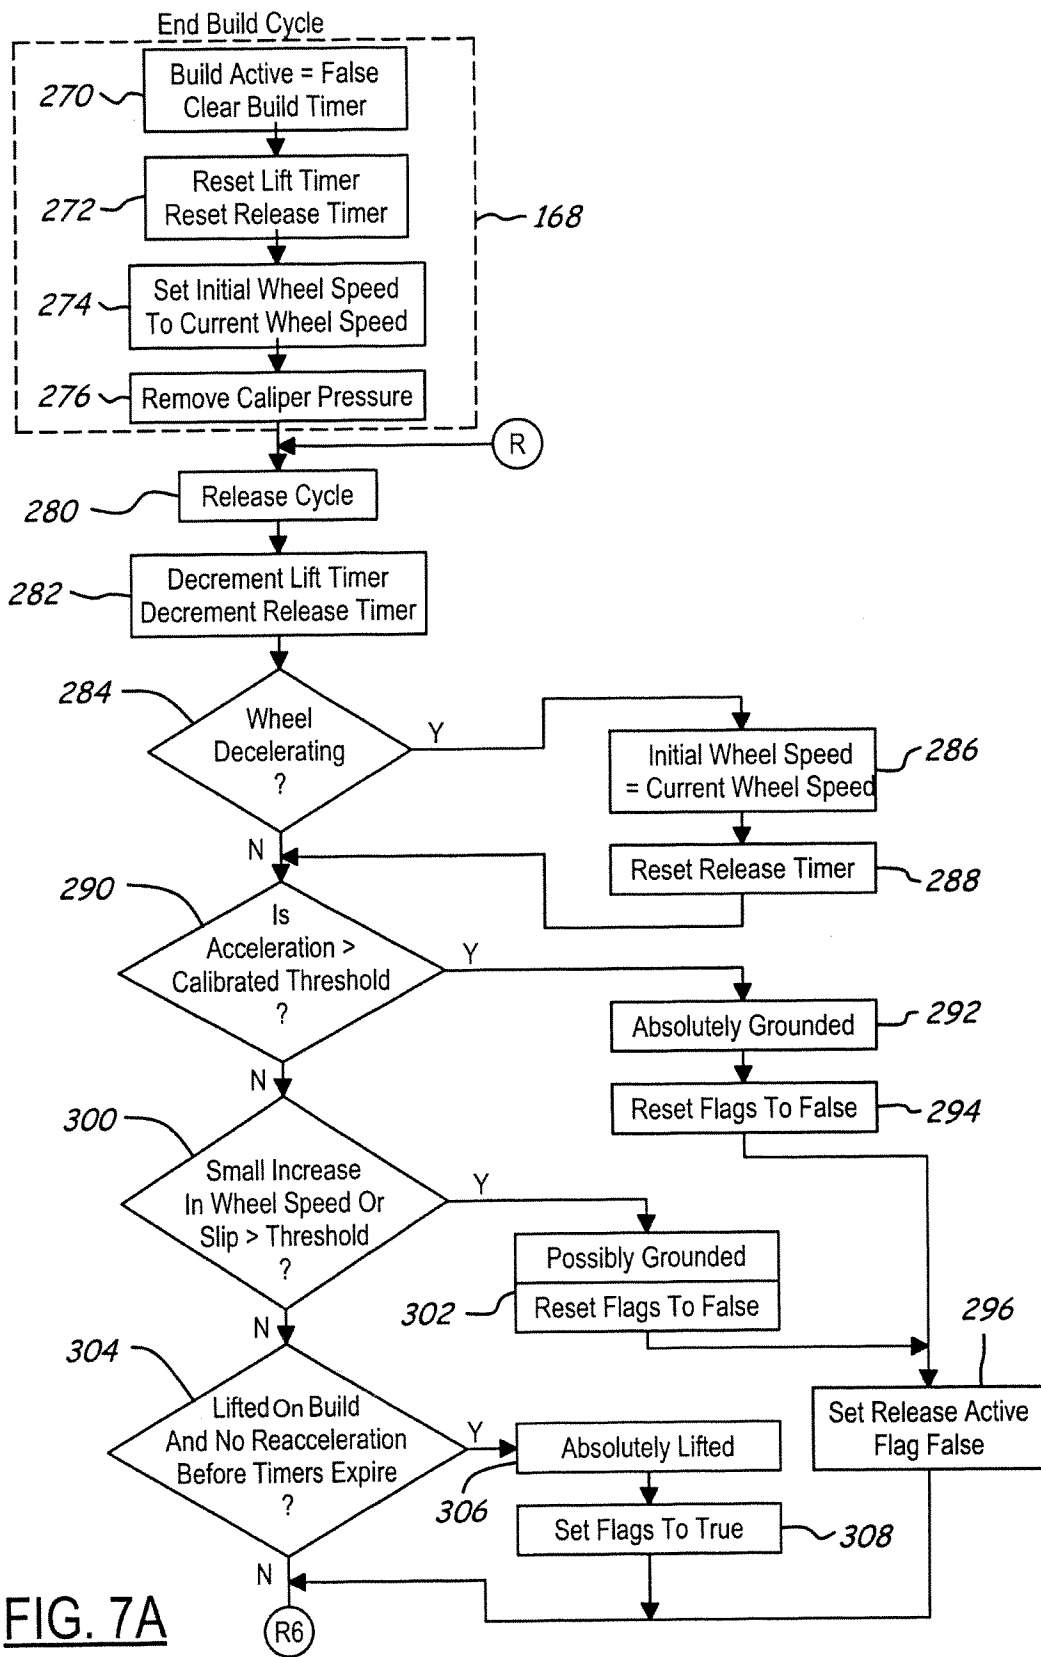 End Build Cycle
270
Build Active = False
Clear Build Timer
272
Reset Lift Timer
Reset Release Timer
168
274
Set Initial Wheel Speed
To Current Wheel Speed
276
Remove Caliper Pressure
R
280
Release Cycle
282
Decrement Lift Timer
Decrement Release Timer
284
Wheel
Decelerating
?
Y
Initial Wheel Speed
= Current Wheel Speed
286
N
Reset Release Timer
288
290
Is
Acceleration >
Calibrated Threshold
?
Y
Absolutely Grounded
292
N
Reset Flags To False
294
300
Small Increase
In Wheel Speed Or
Slip > Threshold
?
Y
Possibly Grounded
302
Reset Flags To False
N
296
Set Release Active
Flag False
304
Lifted On Build
And No Reacceleration
Before Timers Expire
?
Y
Absolutely Lifted
306
Set Flags To True
308
N
R6
FIG. 7A